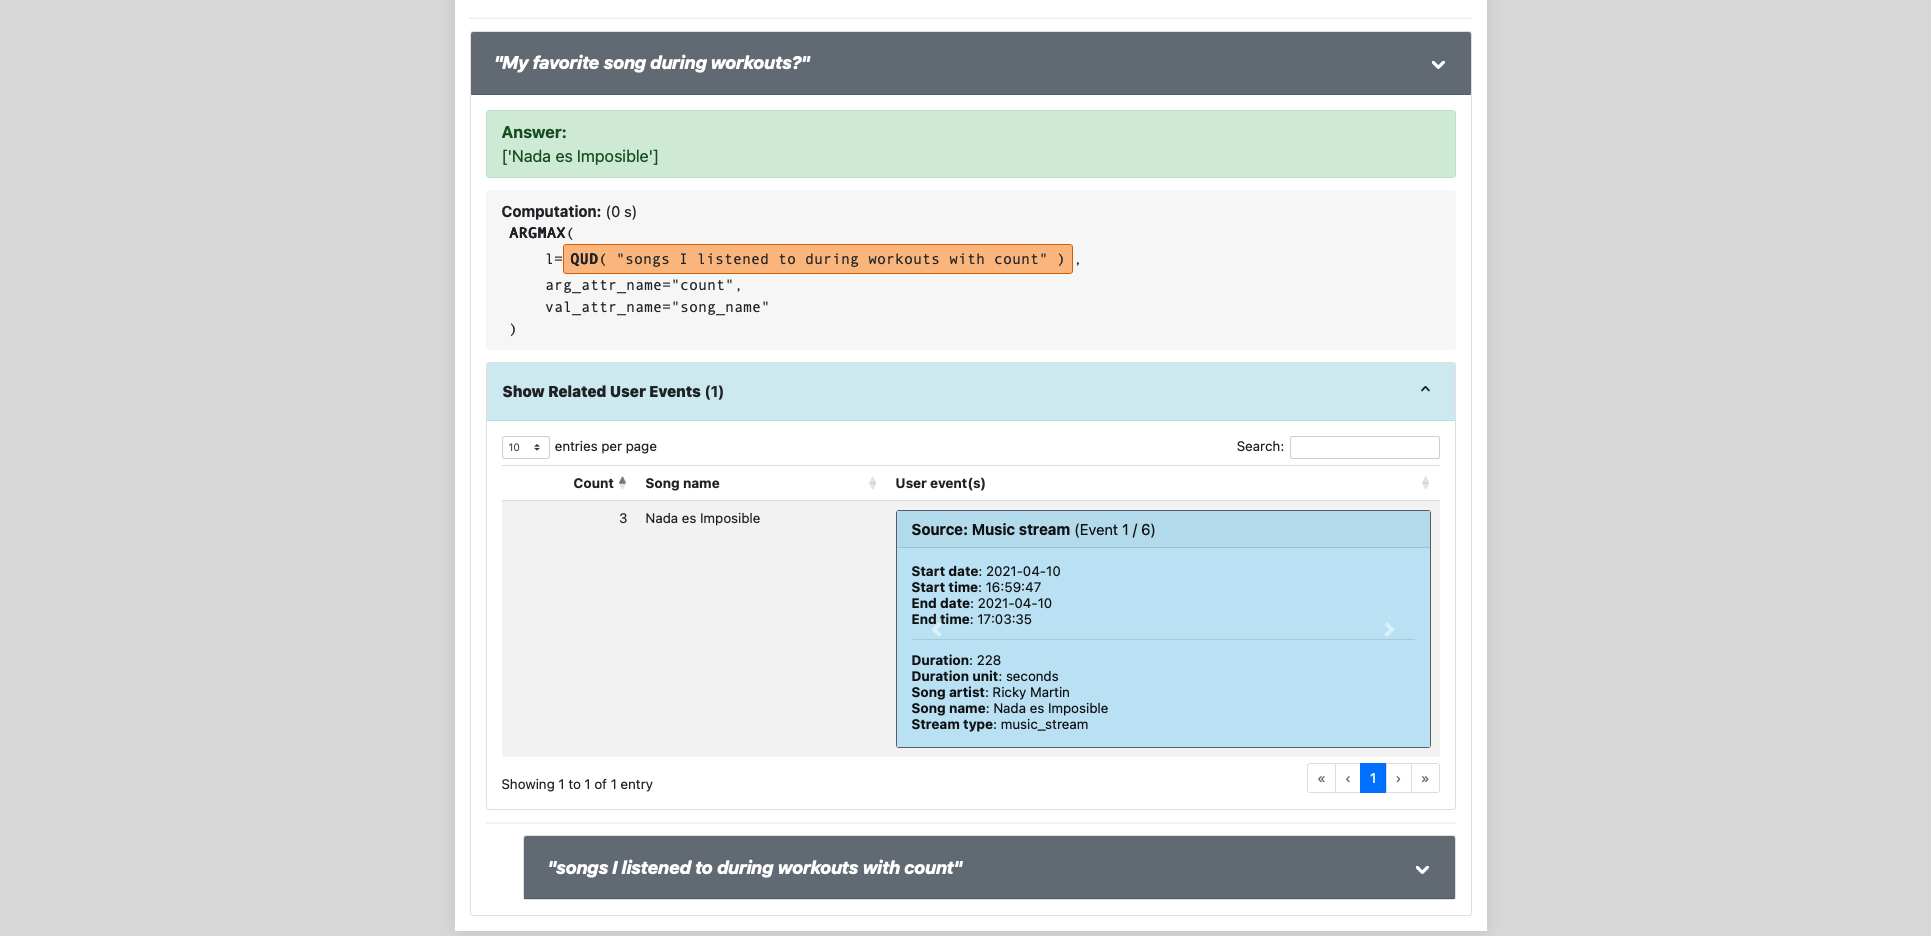 "My favorite song during workouts?"
Answer:
['Nada es Imposible']
Computation: (0 s)
ARGMAX(
l=QUD( "songs I listened to during workouts with count" ),
arg_attr_name="count",
val_attr_name="song_name"
)
Show Related User Events (1)
10 entries per page Search:
Count Song name User event(s)
3 Nada es Imposible
Source: Music stream (Event 1 / 6)
Start date: 2021-04-10
Start time: 16:59:47
End date: 2021-04-10
End time: 17:03:35
Duration: 228
Duration unit: seconds
Song artist: Ricky Martin
Song name: Nada es Imposible
Stream type: music_stream
Showing 1 to 1 of 1 entry « ‹ 1 › »
"songs I listened to during workouts with count"